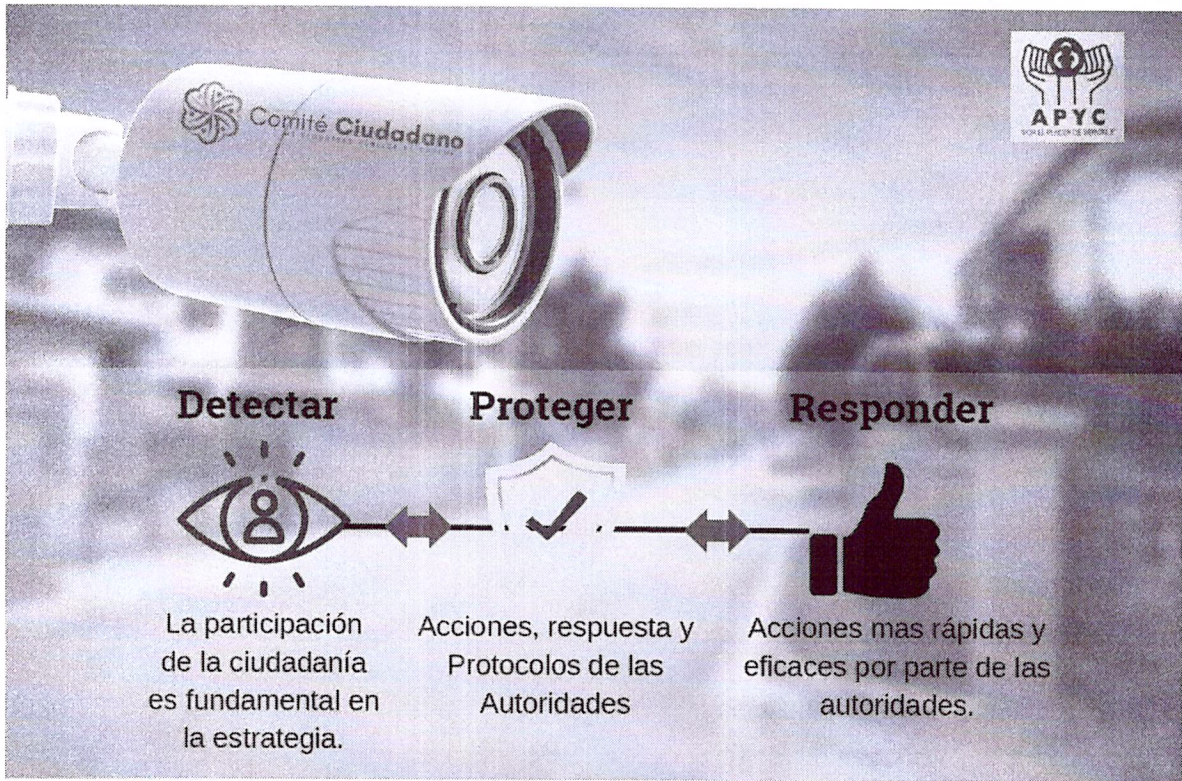 Comité Ciudadano
APYC
Detectar
Proteger
Responder
La participación
de la ciudadanía
es fundamental en
la estrategia.
Acciones, respuesta y
Protocolos de las
Autoridades
Acciones mas rápidas y
eficaces por parte de las
autoridades.